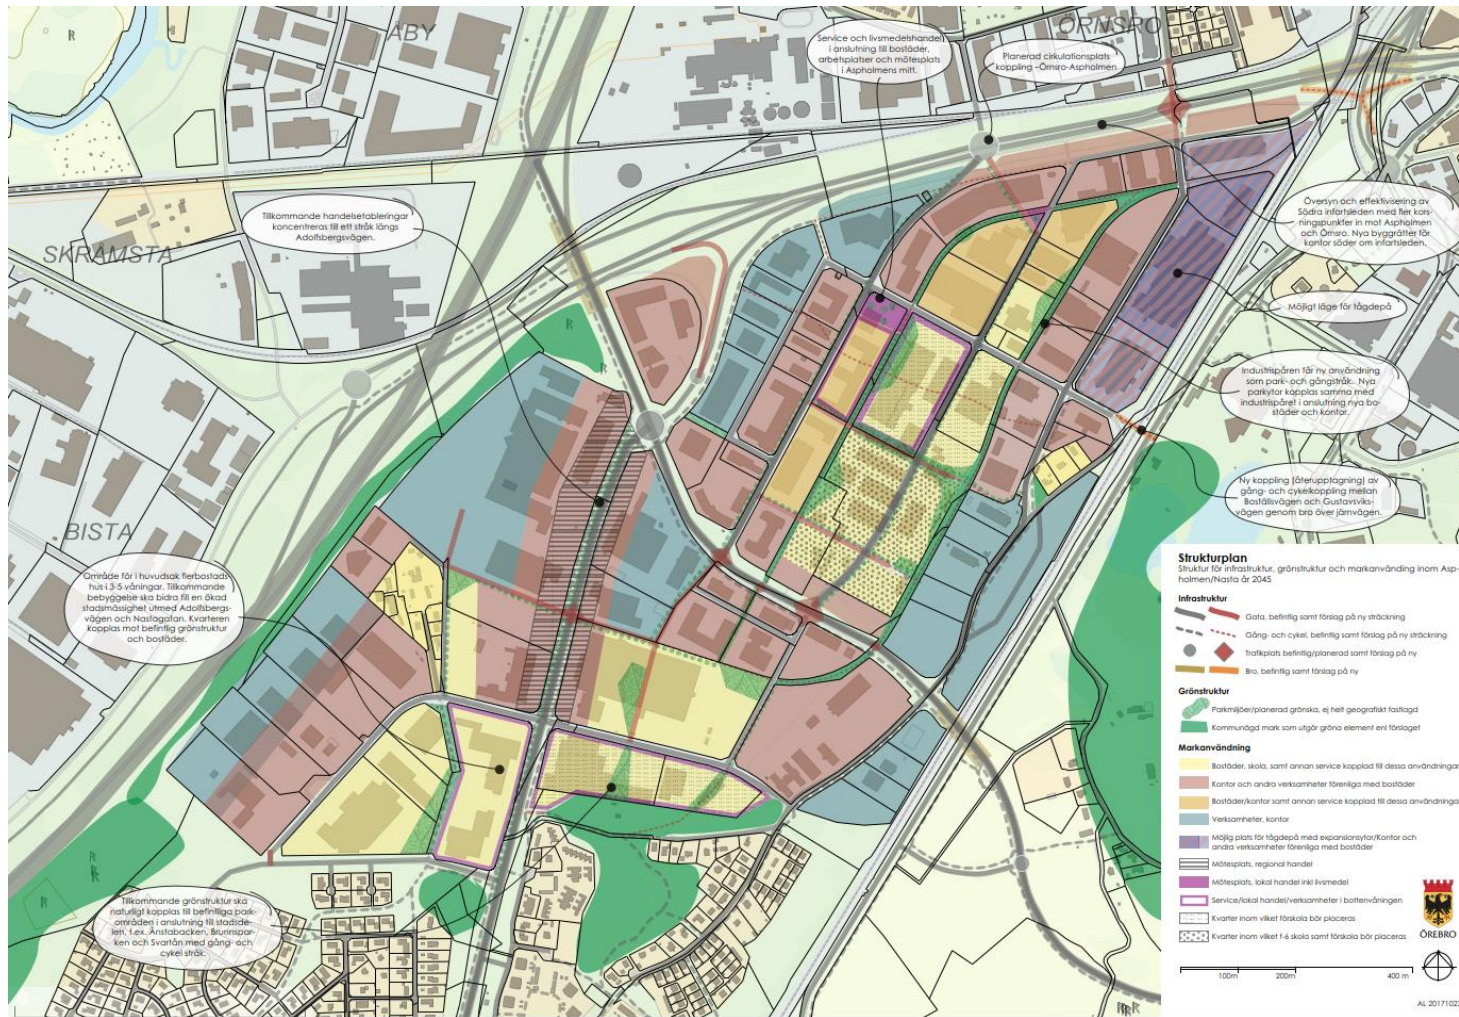 ÅBY
ÖRNSRO
Service och livsmedelshandel
i anslutning till bostäder,
arbetsplatser och mötesplats
i Aspholmens mitt.
Planerad cirkulationsplats
koppling –Örnsro-Aspholmen
R
Tillkommande handelsetableringar
koncentreras till ett stråk längs
Adolfsbergsvägen.
SKRÄMSTA
Översyn och effektivisering av
Södra infartsleden med fler kors-
ningspunkter in mot Aspholmen
och Örnsro. Nya byggrätter för
kontor söder om infartsleden.
Möjligt läge för tågdepå
Industrispåren får ny användning
som park- och gångstråk. Nya
parkytor kopplas samma med
industrispåret i anslutning nya bo-
städer och kontor.
Ny koppling (återupptagning) av
gång- och cykelkoppling mellan
Boställsvägen och Gustavsviks-
vägen genom bro över järnvägen.
BISTA
Område för i huvudsak flerbostads
hus i 3-5 våningar. Tillkommande
bebyggelse ska bidra till en ökad
stadsmässighet utmed Adolfsbergs-
vägen och Nastagatan. Kvarteren
kopplas mot befintlig grönstruktur
och bostäder.
Tillkommande grönstruktur ska
naturligt kopplas till befintliga park-
områden i anslutning till stadsde-
len, t.ex. Ånstabacken, Brunnspar-
ken och Svartån med gång- och
cykel stråk.
Strukturplan
Struktur för infrastruktur, grönstruktur och markanvändning inom Asp-
holmen/Nasta år 2045
Infrastruktur
Gata, befintlig samt förslag på ny sträckning
Gång- och cykel, befintlig samt förslag på ny sträckning
Trafikplats befintlig/planerad samt förslag på ny
Bro, befintlig samt förslag på ny
Grönstruktur
Parkmiljöer/planerad grönska, ej helt geografiskt fastlagd
Kommunägd mark som utgör gröna element enl förslaget
Markanvändning
Bostäder, skola, samt annan service kopplad till dessa användningar
Kontor och andra verksamheter förenliga med bostäder
Bostäder/kontor samt annan service kopplad till dessa användningar
Verksamheter, kontor
Möjlig plats för tågdepå med expansionsytor/Kontor och
andra verksamheter förenliga med bostäder
Mötesplats, regional handel
Mötesplats, lokal handel inkl livsmedel
Service/lokal handel/verksamheter i bottenvåningen
Kvarter inom vilket förskola bör placeras
Kvarter inom vilket f-6 skola samt förskola bör placeras
ÖREBRO
100m 200m 400 m